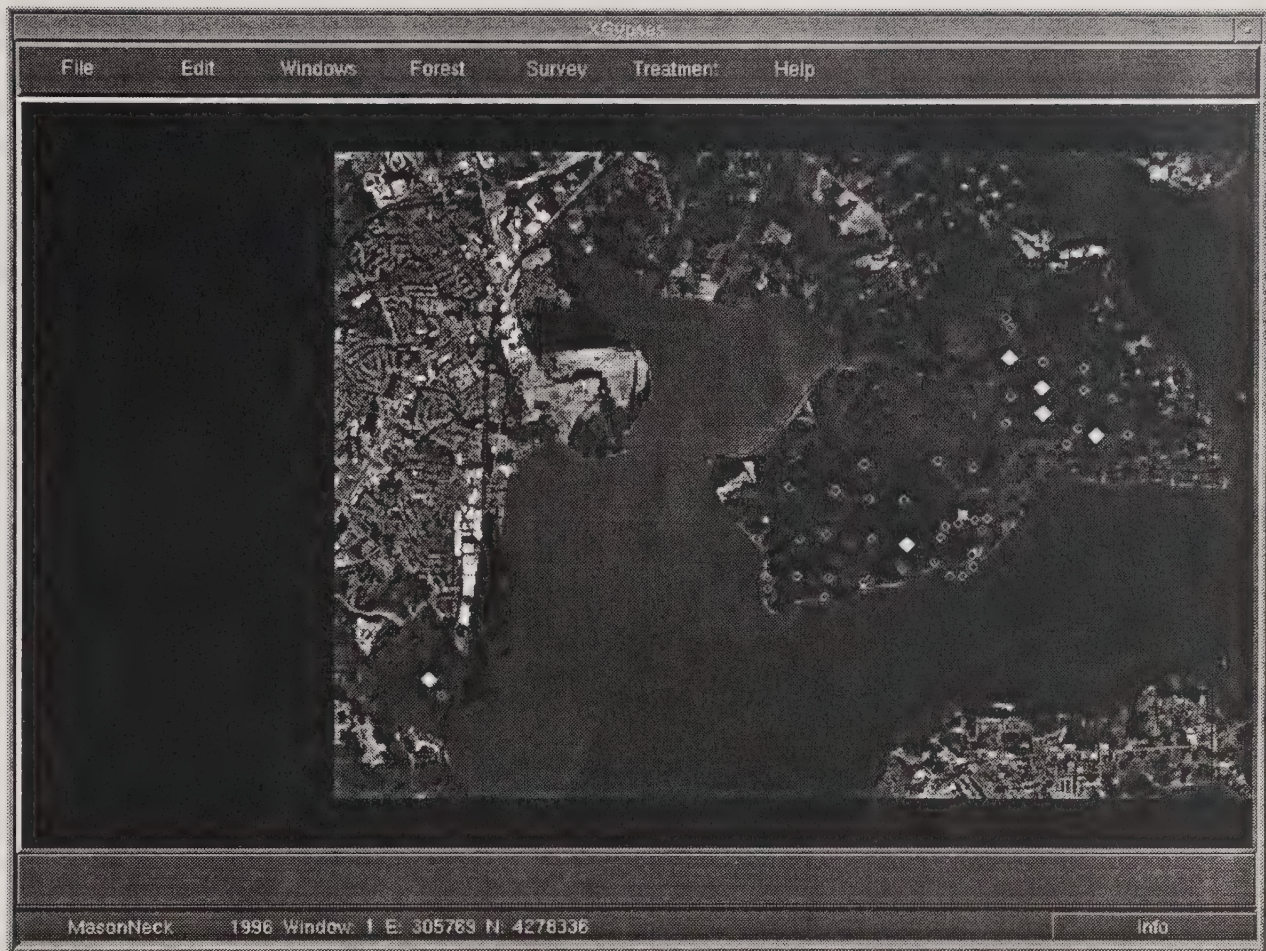 XGypses
File Edit Windows Forest Survey Treatment Help
MasonNeck 1996 Window: 1 E: 305769 N: 4278336 Info